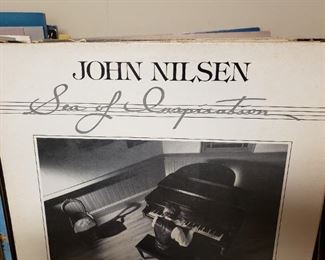 JOHN NILSEN
Sea of Inspiration